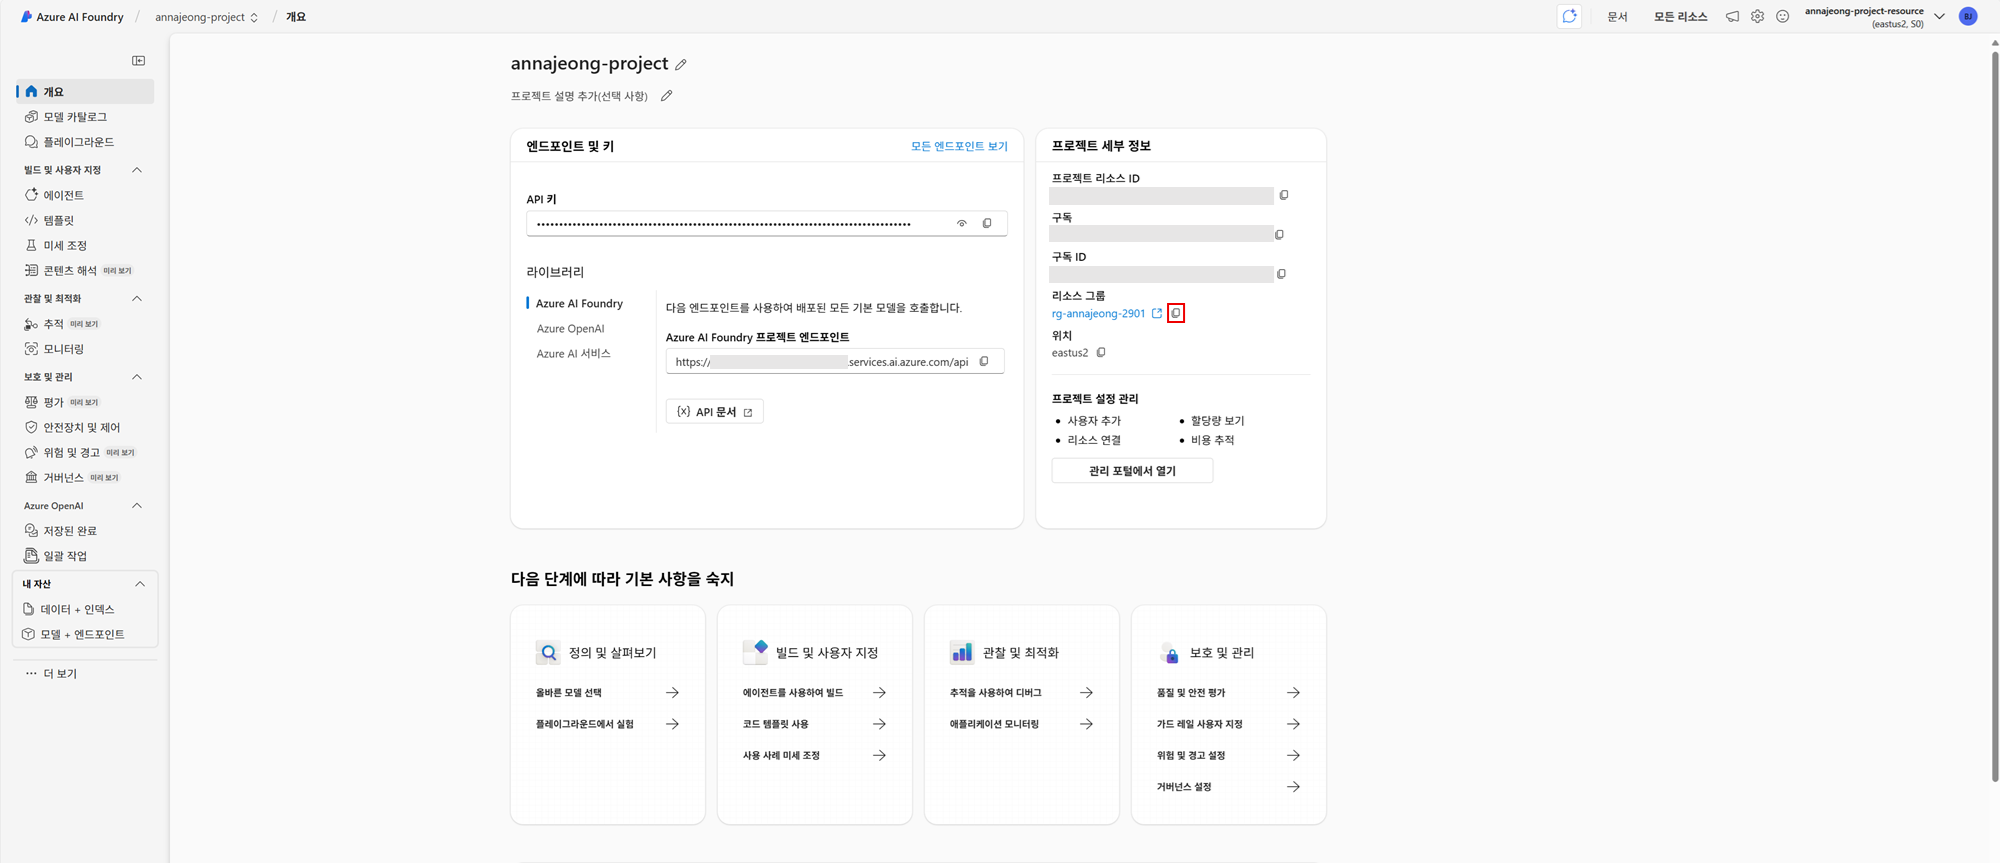 Azure AI Foundry / annajeong-project / 개요
문서 모든 리소스 annajeong-project-resource
(eastus2, S0)
BJ
개요
모델 카탈로그
플레이그라운드
빌드 및 사용자 지정
에이전트
템플릿
미세 조정
콘텐츠 해석 미리 보기
관찰 및 최적화
추적 미리 보기
모니터링
보호 및 관리
평가 미리 보기
안전장치 및 제어
위험 및 경고 미리 보기
거버넌스 미리 보기
Azure OpenAI
저장된 완료
일괄 작업
내 자산
데이터 + 인덱스
모델 + 엔드포인트
더 보기
annajeong-project
프로젝트 설명 추가(선택 사항)
엔드포인트 및 키 모든 엔드포인트 보기
API 키
••••••••••••••••••••••••••••••••••••••••••••••••••••••••••••••••••••••••••••••••••••
라이브러리
Azure AI Foundry
Azure OpenAI
Azure AI 서비스
다음 엔드포인트를 사용하여 배포된 모든 기본 모델을 호출합니다.
Azure AI Foundry 프로젝트 엔드포인트
https:// .services.ai.azure.com/api
{x} API 문서
프로젝트 세부 정보
프로젝트 리소스 ID
구독
구독 ID
리소스 그룹
rg-annajeong-2901
위치
eastus2
프로젝트 설정 관리
• 사용자 추가 • 할당량 보기
• 리소스 연결 • 비용 추적
관리 포털에서 열기
다음 단계에 따라 기본 사항을 숙지
정의 및 살펴보기
올바른 모델 선택
플레이그라운드에서 실험
빌드 및 사용자 지정
에이전트를 사용하여 빌드
코드 템플릿 사용
사용 사례 미세 조정
관찰 및 최적화
추적을 사용하여 디버그
애플리케이션 모니터링
보호 및 관리
품질 및 안전 평가
가드 레일 사용자 지정
위험 및 경고 설정
거버넌스 설정